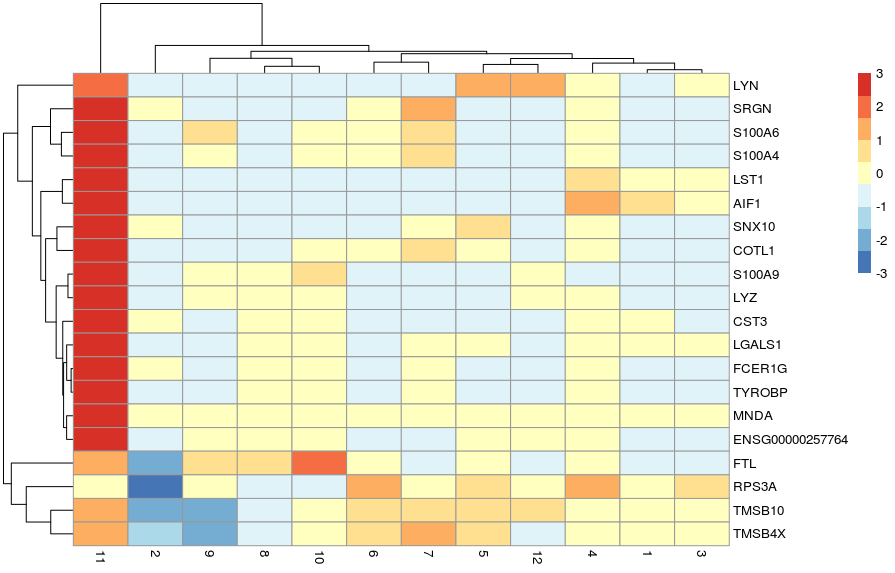 LYN
SRGN
S100A6
S100A4
LST1
AIF1
SNX10
COTL1
S100A9
LYZ
CST3
LGALS1
FCER1G
TYROBP
MNDA
ENSG00000257764
FTL
RPS3A
TMSB10
TMSB4X
11 2 9 8 10 6 7 5 12 4 1 3
3
2
1
0
-1
-2
-3